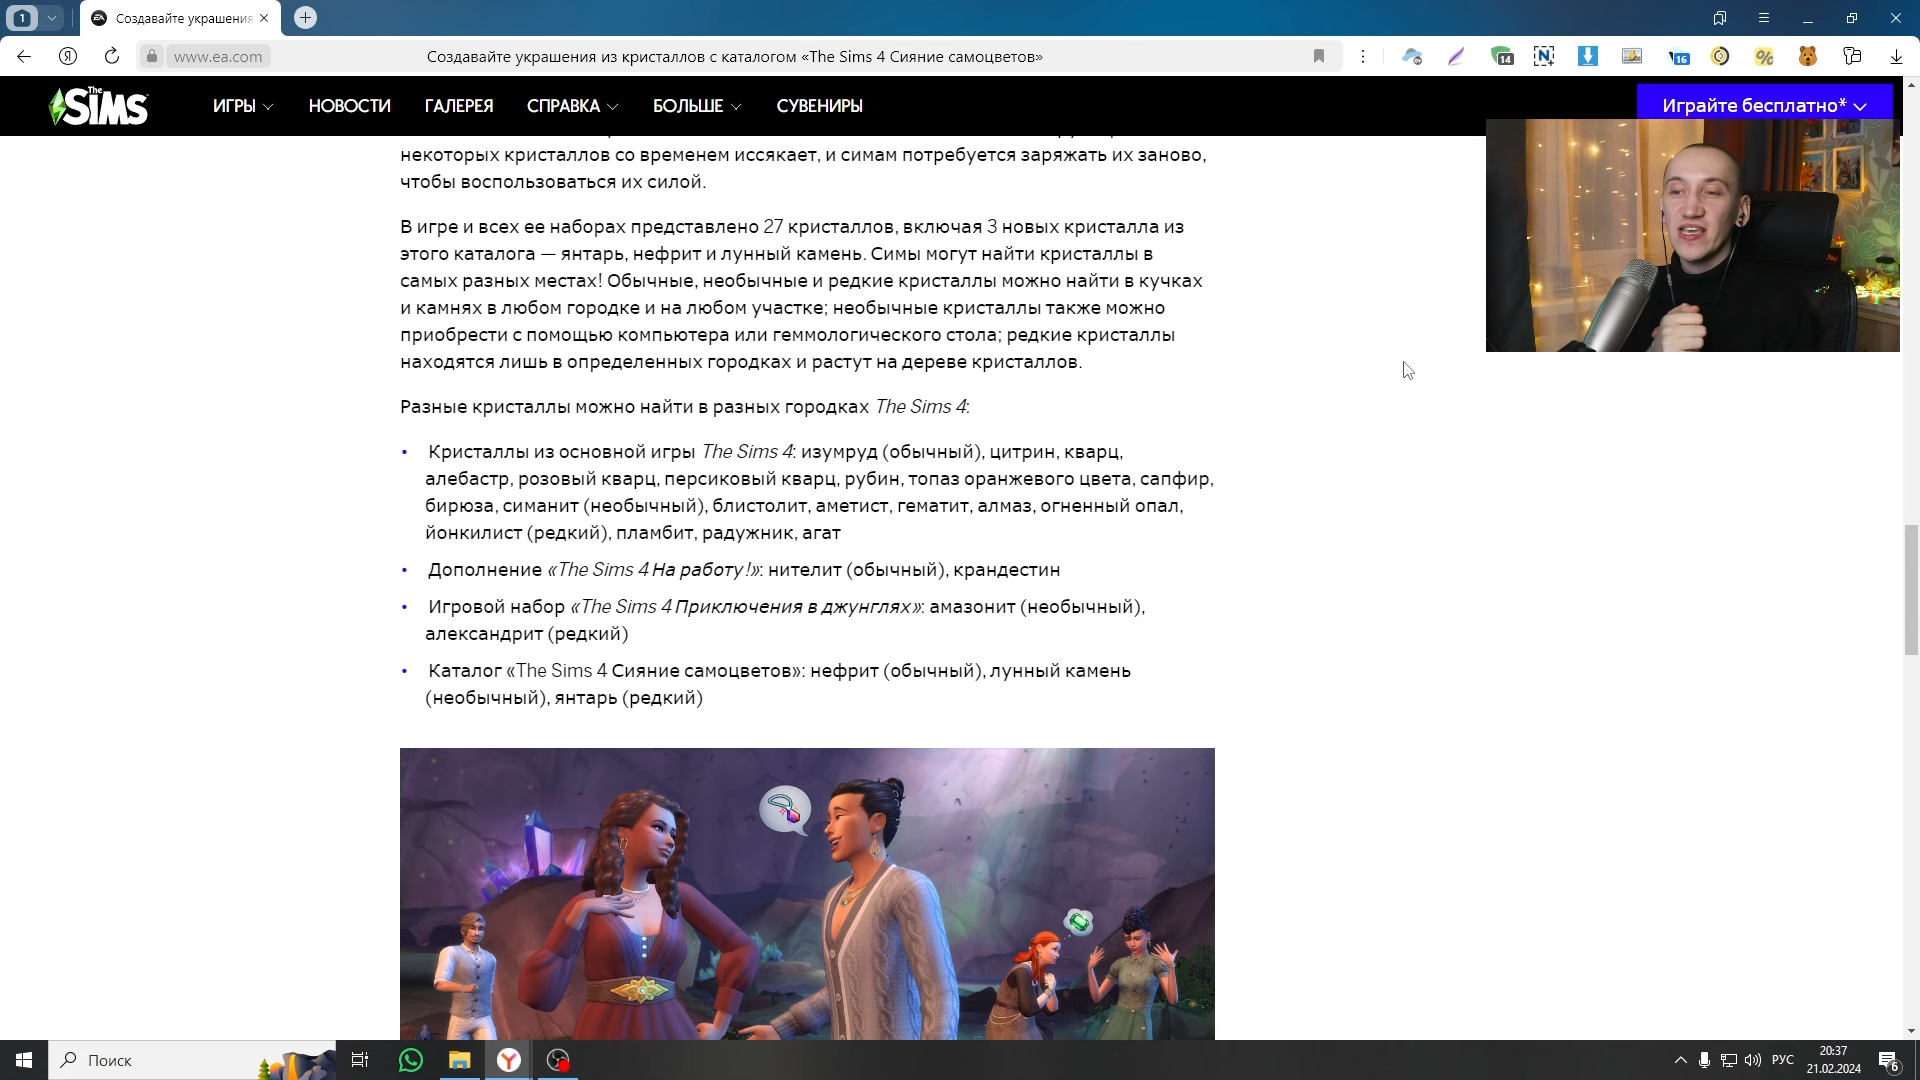 1
Создавайте украшения
www.ea.com
Создавайте украшения из кристаллов с каталогом «The Sims 4 Сияние самоцветов»
14
16
The SiMS
ИГРЫ
НОВОСТИ
ГАЛЕРЕЯ
СПРАВКА
БОЛЬШЕ
СУВЕНИРЫ
Играйте бесплатно*
некоторых кристаллов со временем иссякает, и симам потребуется заряжать их заново,
чтобы воспользоваться их силой.
В игре и всех ее наборах представлено 27 кристаллов, включая 3 новых кристалла из
этого каталога — янтарь, нефрит и лунный камень. Симы могут найти кристаллы в
самых разных местах! Обычные, необычные и редкие кристаллы можно найти в кучках
и камнях в любом городке и на любом участке; необычные кристаллы также можно
приобрести с помощью компьютера или геммологического стола; редкие кристаллы
находятся лишь в определенных городках и растут на дереве кристаллов.
Разные кристаллы можно найти в разных городках The Sims 4:
• Кристаллы из основной игры The Sims 4: изумруд (обычный), цитрин, кварц,
алебастр, розовый кварц, персиковый кварц, рубин, топаз оранжевого цвета, сапфир,
бирюза, симанит (необычный), блистолит, аметист, гематит, алмаз, огненный опал,
йонкилист (редкий), пламбит, радужник, агат
• Дополнение «The Sims 4 На работу!»: нителит (обычный), крандестин
• Игровой набор «The Sims 4 Приключения в джунглях»: амазонит (необычный),
александрит (редкий)
• Каталог «The Sims 4 Сияние самоцветов»: нефрит (обычный), лунный камень
(необычный), янтарь (редкий)
Поиск
РУС
20:37
21.02.2024
6